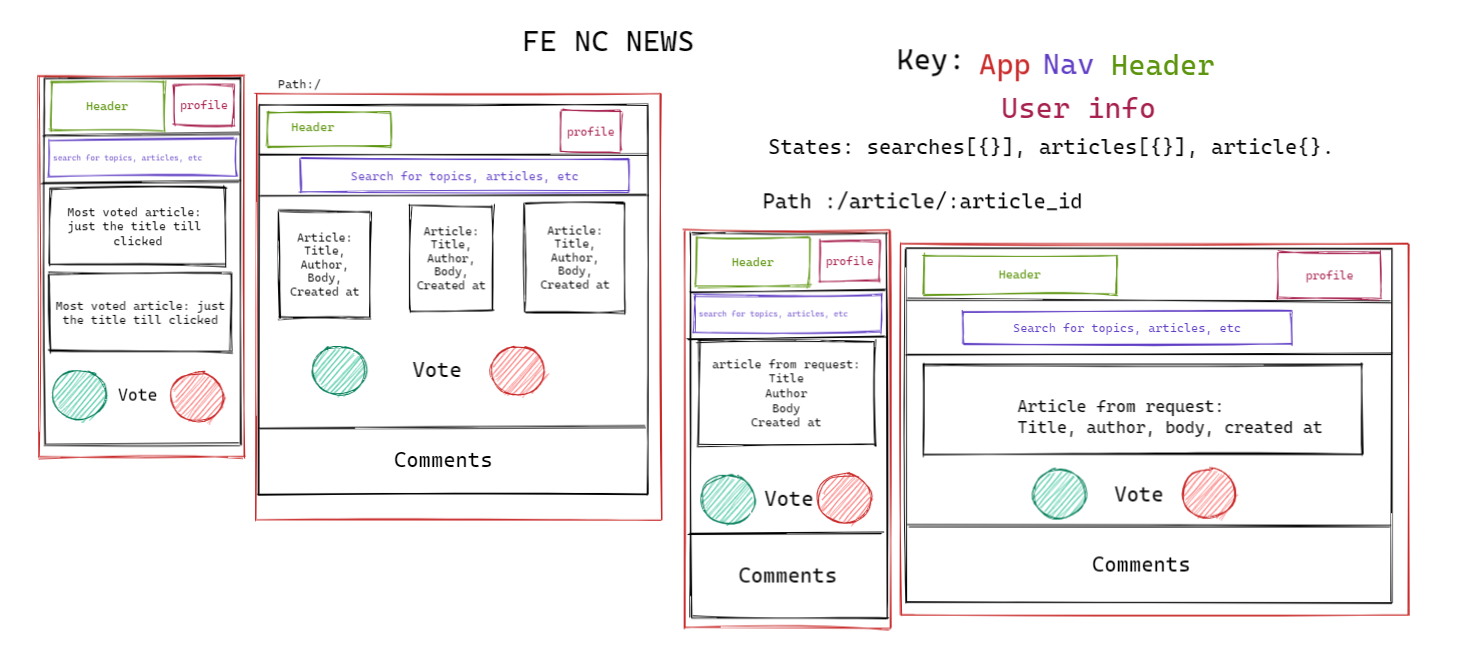 FE NC NEWS
Key: App Nav Header
User info
States: searches[{}], articles[{}], article{}.
Path:/
Header
profile
search for topics, articles, etc
Most voted article:
just the title till
clicked
Most voted article: just
the title till clicked
Vote
Header
profile
Search for topics, articles, etc
Article:
Title,
Author,
Body,
Created at
Article:
Title,
Author,
Body,
Created at
Article:
Title,
Author,
Body,
Created at
Vote
Comments
Path :/article/:article_id
Header
profile
search for topics, articles, etc
article from request:
Title
Author
Body
Created at
Vote
Comments
Header
profile
Search for topics, articles, etc
Article from request:
Title, author, body, created at
Vote
Comments